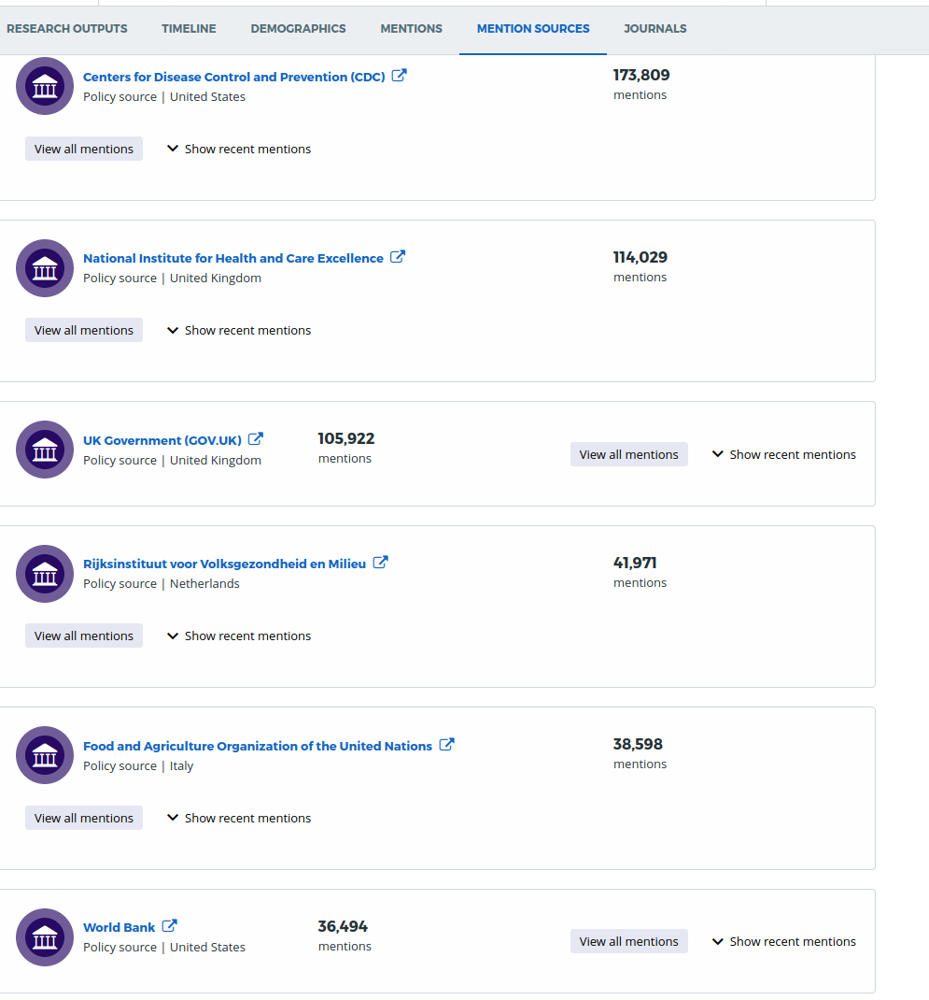 RESEARCH OUTPUTS TIMELINE DEMOGRAPHICS MENTIONS MENTION SOURCES JOURNALS
Centers for Disease Control and Prevention (CDC) 173,809
Policy source | United States mentions
View all mentions Show recent mentions
National Institute for Health and Care Excellence 114,029
Policy source | United Kingdom mentions
View all mentions Show recent mentions
UK Government (GOV.UK) 105,922
Policy source | United Kingdom mentions
View all mentions Show recent mentions
Rijksinstituut voor Volksgezondheid en Milieu 41,971
Policy source | Netherlands mentions
View all mentions Show recent mentions
Food and Agriculture Organization of the United Nations 38,598
Policy source | Italy mentions
View all mentions Show recent mentions
World Bank 36,494
Policy source | United States mentions
View all mentions Show recent mentions